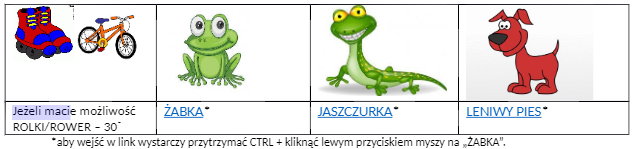 Jeżeli macie możliwość
ROLKI/ROWER – 30`
ŻABKA*
JASZCZURKA*
LENIWY PIES*
*aby wejść w link wystarczy przytrzymać CTRL + kliknąć lewym przyciskiem myszy na „ŻABKA”.